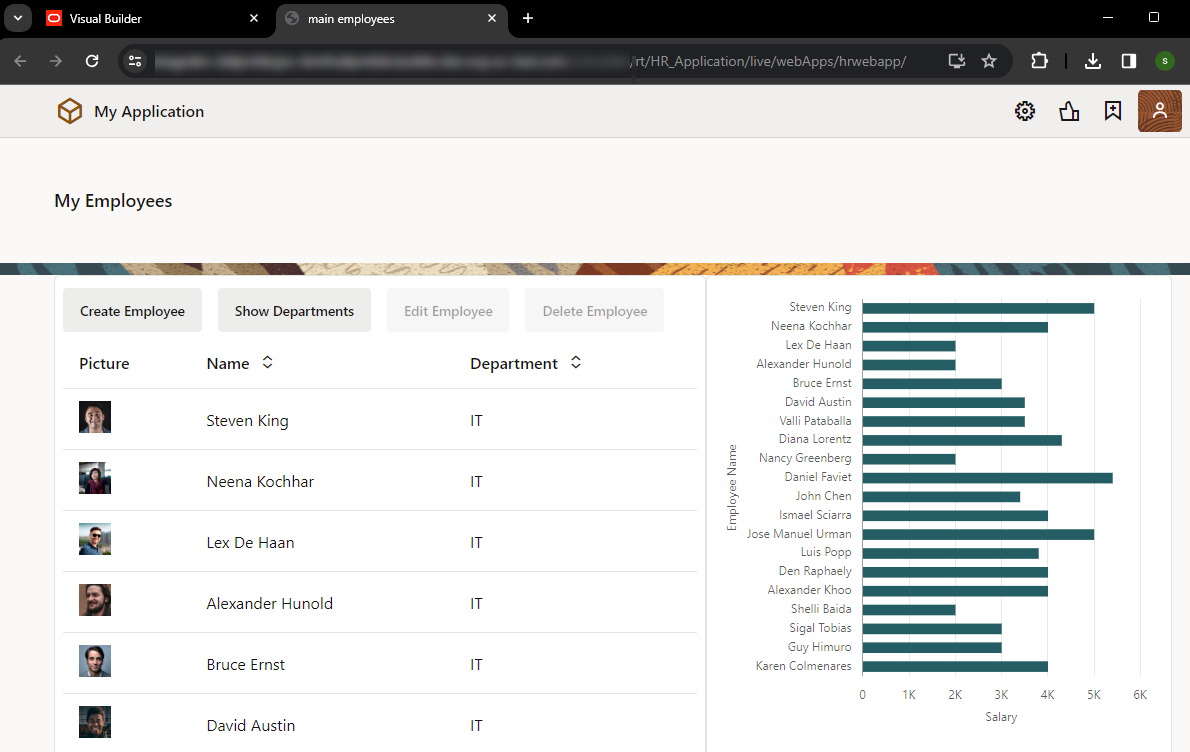 Visual Builder
main employees
/rt/HR_Application/live/webApps/hrwebapp/
S
My Application
My Employees
Create Employee
Show Departments
Edit Employee
Delete Employee
Picture Name Department
Steven King IT
Neena Kochhar IT
Lex De Haan IT
Alexander Hunold IT
Bruce Ernst IT
David Austin IT
Employee Name
Steven King
Neena Kochhar
Lex De Haan
Alexander Hunold
Bruce Ernst
David Austin
Valli Pataballa
Diana Lorentz
Nancy Greenberg
Daniel Faviet
John Chen
Ismael Sciarra
Jose Manuel Urman
Luis Popp
Den Raphaely
Alexander Khoo
Shelli Baida
Sigal Tobias
Guy Himuro
Karen Colmenares
0 1K 2K 3K 4K 5K 6K
Salary